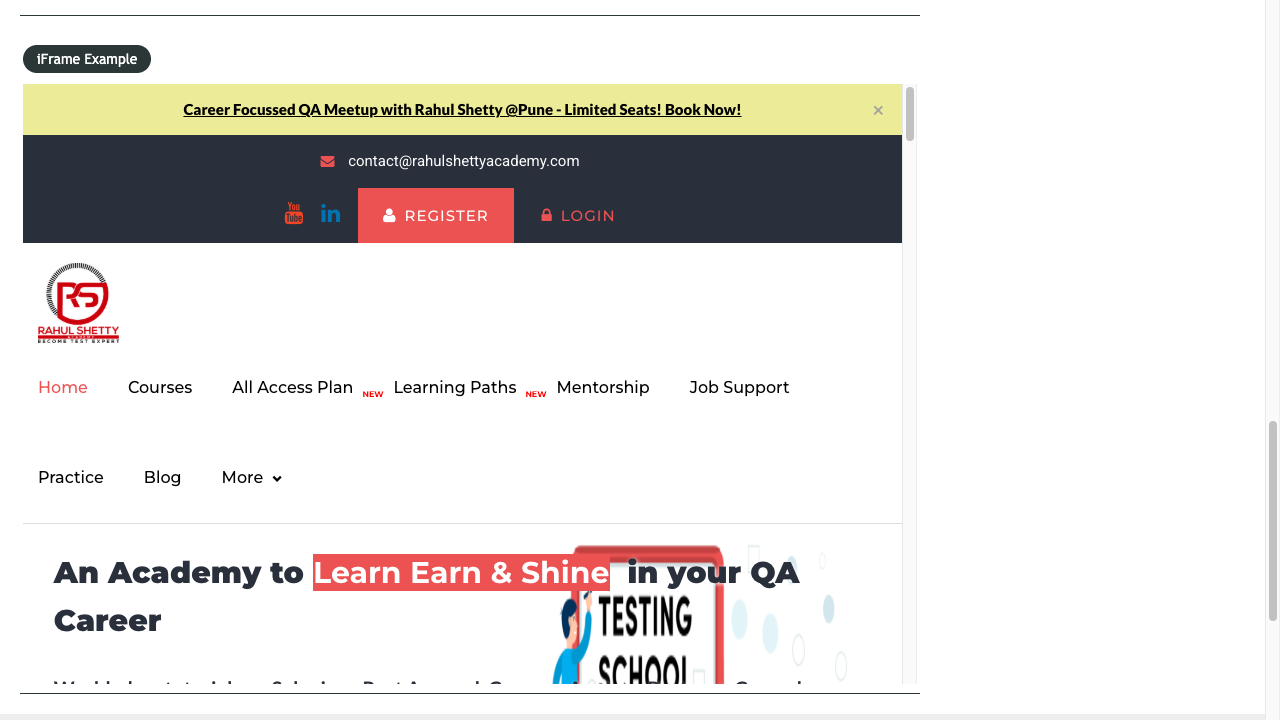 iFrame Example
Career Focussed QA Meetup with Rahul Shetty @Pune - Limited Seats! Book Now!
×
contact@rahulshettyacademy.com
You Tube in REGISTER LOGIN
RS
RAHUL SHETTY
ACADEMY
BECOME TEST EXPERT
Home Courses All Access Plan NEW Learning Paths NEW Mentorship Job Support
Practice Blog More
An Academy to Learn Earn & Shine in your QA
Career
TESTING
SCHOOL